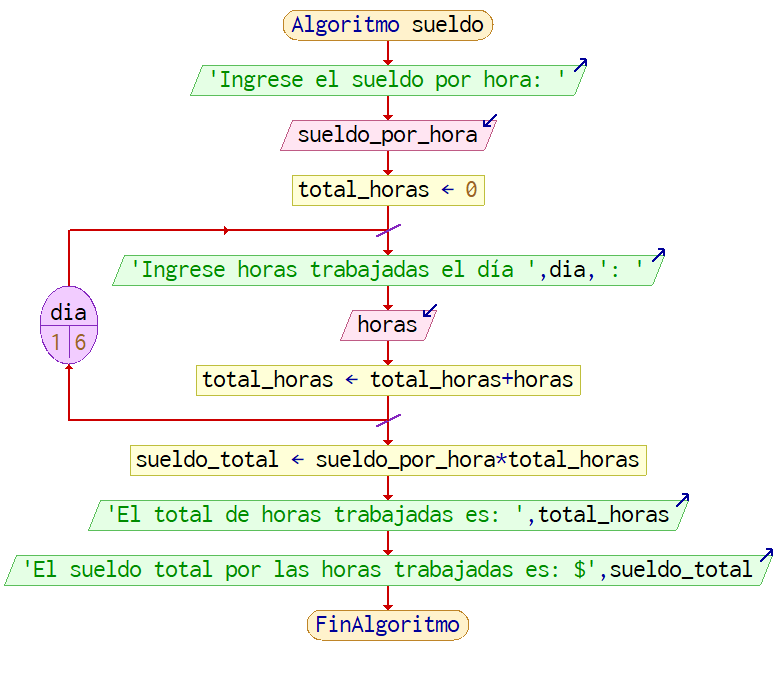 Algoritmo sueldo
'Ingrese el sueldo por hora: '
sueldo_por_hora
total_horas ← 0
'Ingrese horas trabajadas el día ',dia,': '
dia
1 6
horas
total_horas ← total_horas+horas
sueldo_total ← sueldo_por_hora*total_horas
'El total de horas trabajadas es: ',total_horas
'El sueldo total por las horas trabajadas es: $',sueldo_total
FinAlgoritmo